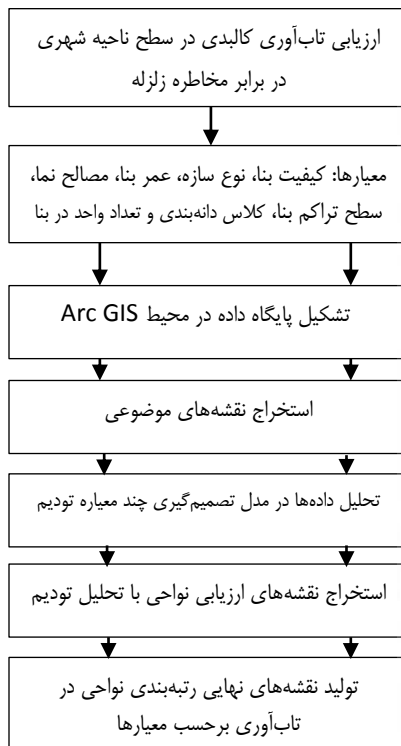 ارزیابی تاب‌آوری کالبدی در سطح ناحیه شهری
در برابر مخاطره زلزله
معیارها: کیفیت بنا، نوع سازه، عمر بنا، مصالح نما،
سطح تراکم بنا، کلاس دانه‌بندی و تعداد واحد در بنا
تشکیل پایگاه داده در محیط Arc GIS
استخراج نقشه‌های موضوعی
تحلیل داده‌ها در مدل تصمیم‌گیری چند معیاره تودیم
استخراج نقشه‌های ارزیابی نواحی با تحلیل تودیم
تولید نقشه‌های نهایی رتبه‌بندی نواحی در
تاب‌آوری برحسب معیارها